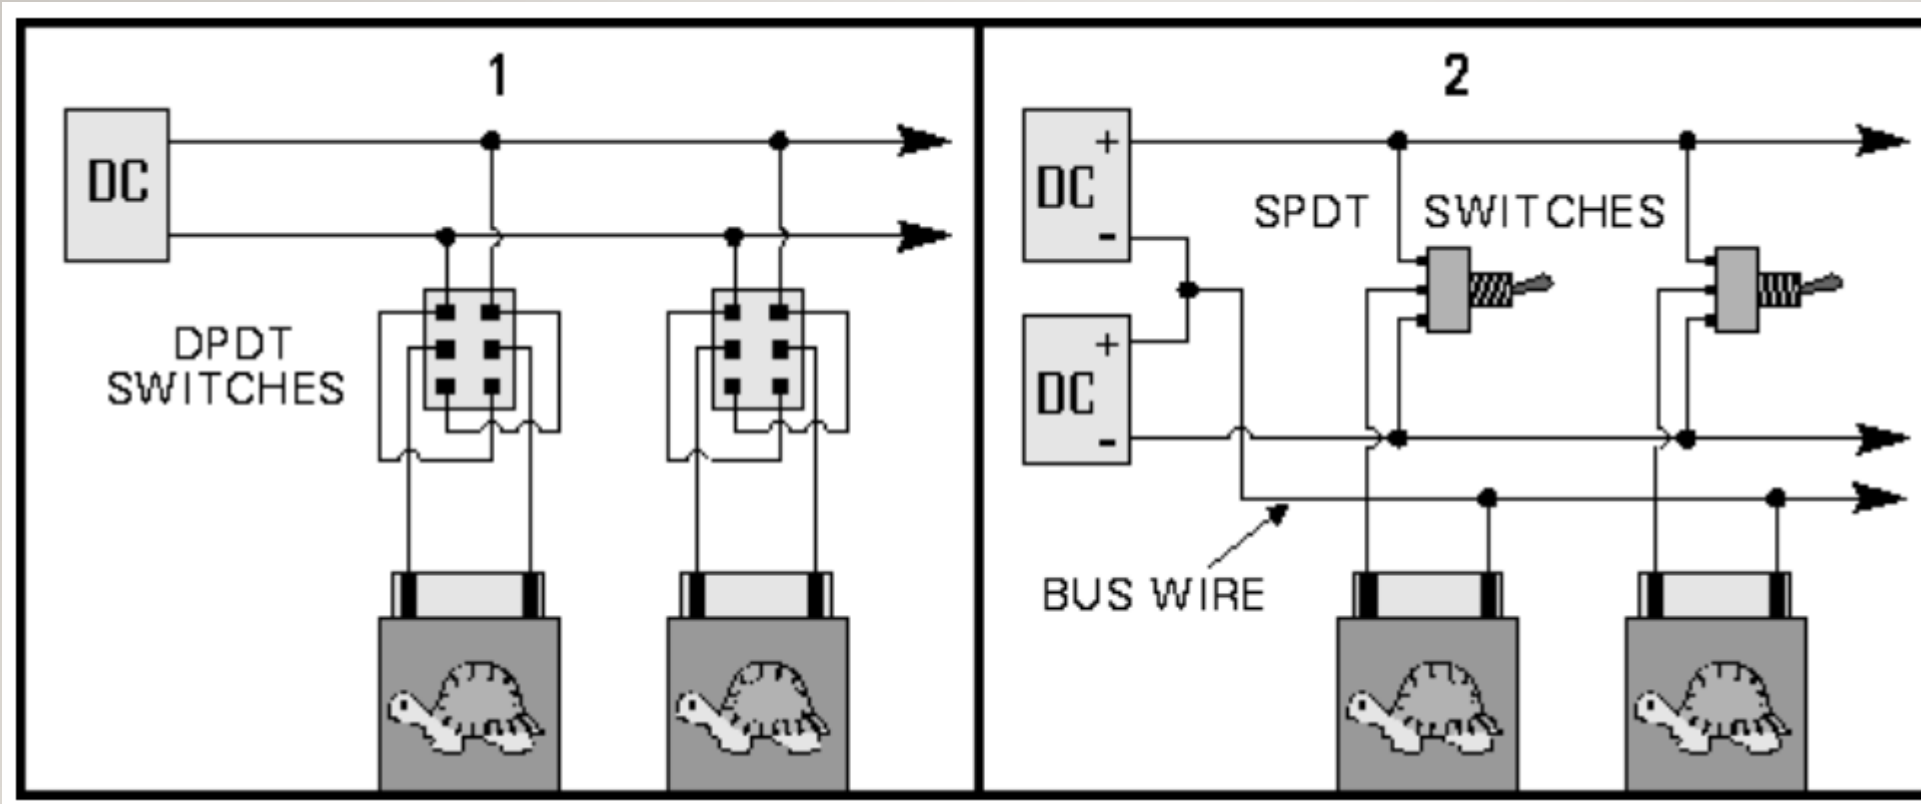 1
DC
DPDT
SWITCHES
2
DC
+
-
SPDT SWITCHES
DC
+
-
BUS WIRE